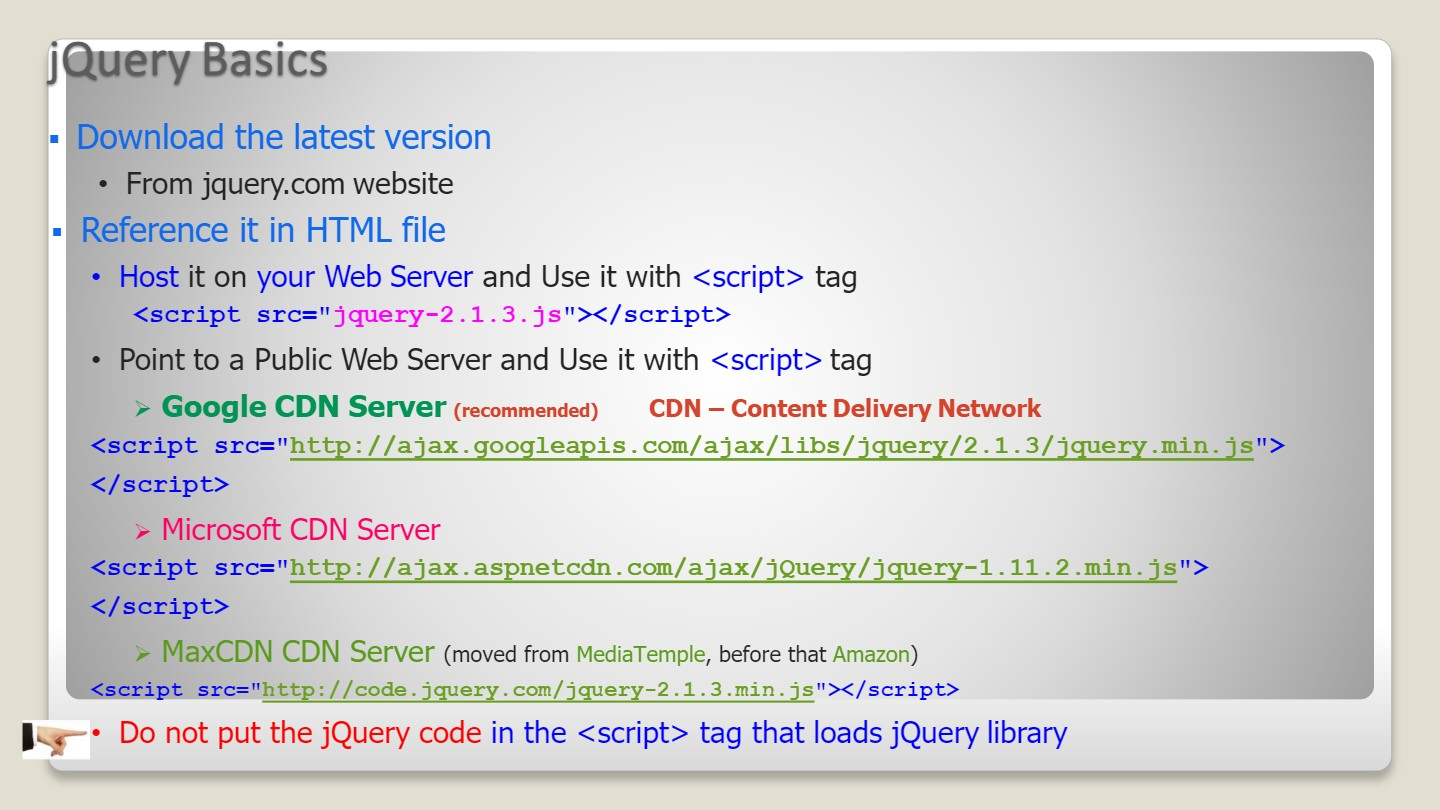 jQuery Basics
▪ Download the latest version
• From jquery.com website
▪ Reference it in HTML file
• Host it on your Web Server and Use it with <script> tag
<script src="jquery-2.1.3.js"></script>
• Point to a Public Web Server and Use it with <script> tag
➢ Google CDN Server (recommended) CDN – Content Delivery Network
<script src="http://ajax.googleapis.com/ajax/libs/jquery/2.1.3/jquery.min.js">
</script>
➢ Microsoft CDN Server
<script src="http://ajax.aspnetcdn.com/ajax/jQuery/jquery-1.11.2.min.js">
</script>
➢ MaxCDN CDN Server (moved from MediaTemple, before that Amazon)
<script src="http://code.jquery.com/jquery-2.1.3.min.js"></script>
• Do not put the jQuery code in the <script> tag that loads jQuery library